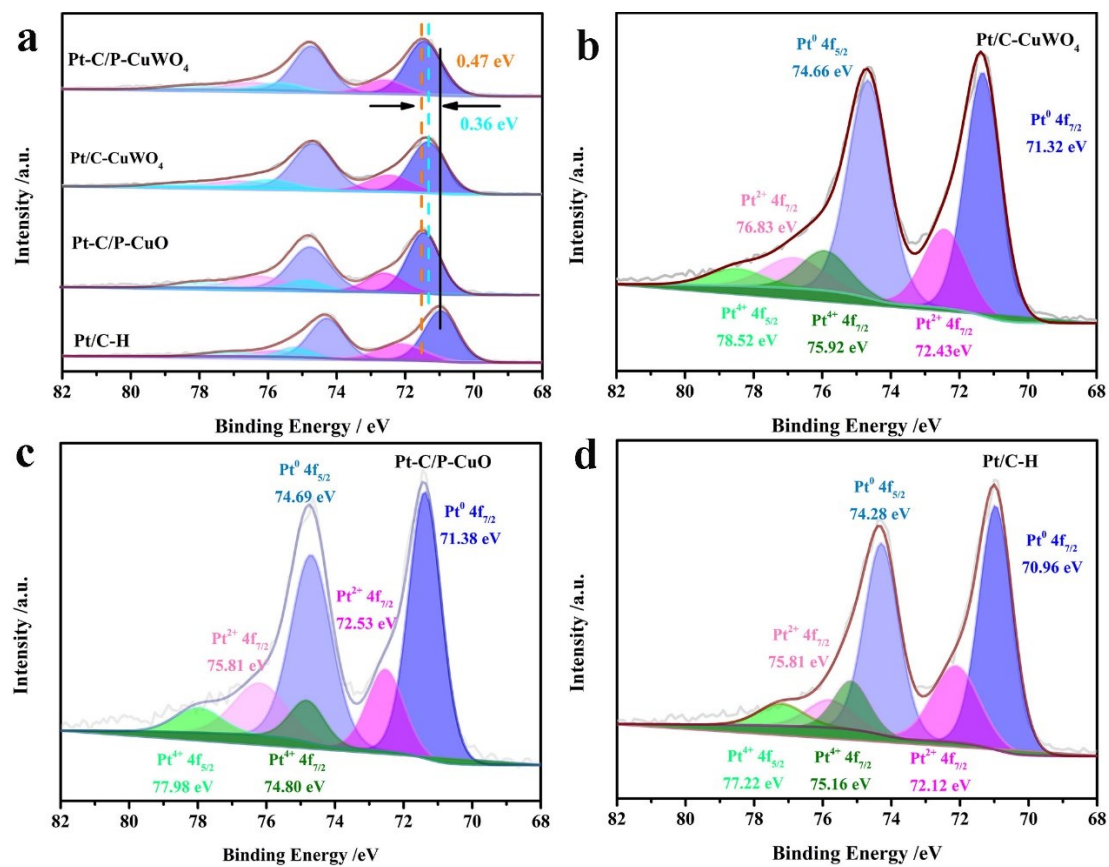 a
Pt-C/P-CuWO₄
0.47 eV
0.36 eV
Pt/C-CuWO₄
Pt-C/P-CuO
Pt/C-H
Intensity /a.u.
82 80 78 76 74 72 70 68
Binding Energy / eV
b
Pt/C-CuWO₄
Pt⁰ 4f₅/₂
74.66 eV
Pt⁰ 4f₇/₂
71.32 eV
Pt²⁺ 4f₇/₂
76.83 eV
Pt⁴⁺ 4f₅/₂
78.52 eV
Pt⁴⁺ 4f₇/₂
75.92 eV
Pt²⁺ 4f₇/₂
72.43eV
Intensity /a.u.
82 80 78 76 74 72 70 68
Binding Energy /eV
c
Pt-C/P-CuO
Pt⁰ 4f₅/₂
74.69 eV
Pt⁰ 4f₇/₂
71.38 eV
Pt²⁺ 4f₇/₂
72.53 eV
Pt²⁺ 4f₇/₂
75.81 eV
Pt⁴⁺ 4f₅/₂
77.98 eV
Pt⁴⁺ 4f₇/₂
74.80 eV
Intensity /a.u.
82 80 78 76 74 72 70 68
Binding Energy /eV
d
Pt/C-H
Pt⁰ 4f₅/₂
74.28 eV
Pt⁰ 4f₇/₂
70.96 eV
Pt²⁺ 4f₇/₂
75.81 eV
Pt⁴⁺ 4f₅/₂
77.22 eV
Pt⁴⁺ 4f₇/₂
75.16 eV
Pt²⁺ 4f₇/₂
72.12 eV
Intensity /a.u.
82 80 78 76 74 72 70 68
Binding Energy /eV